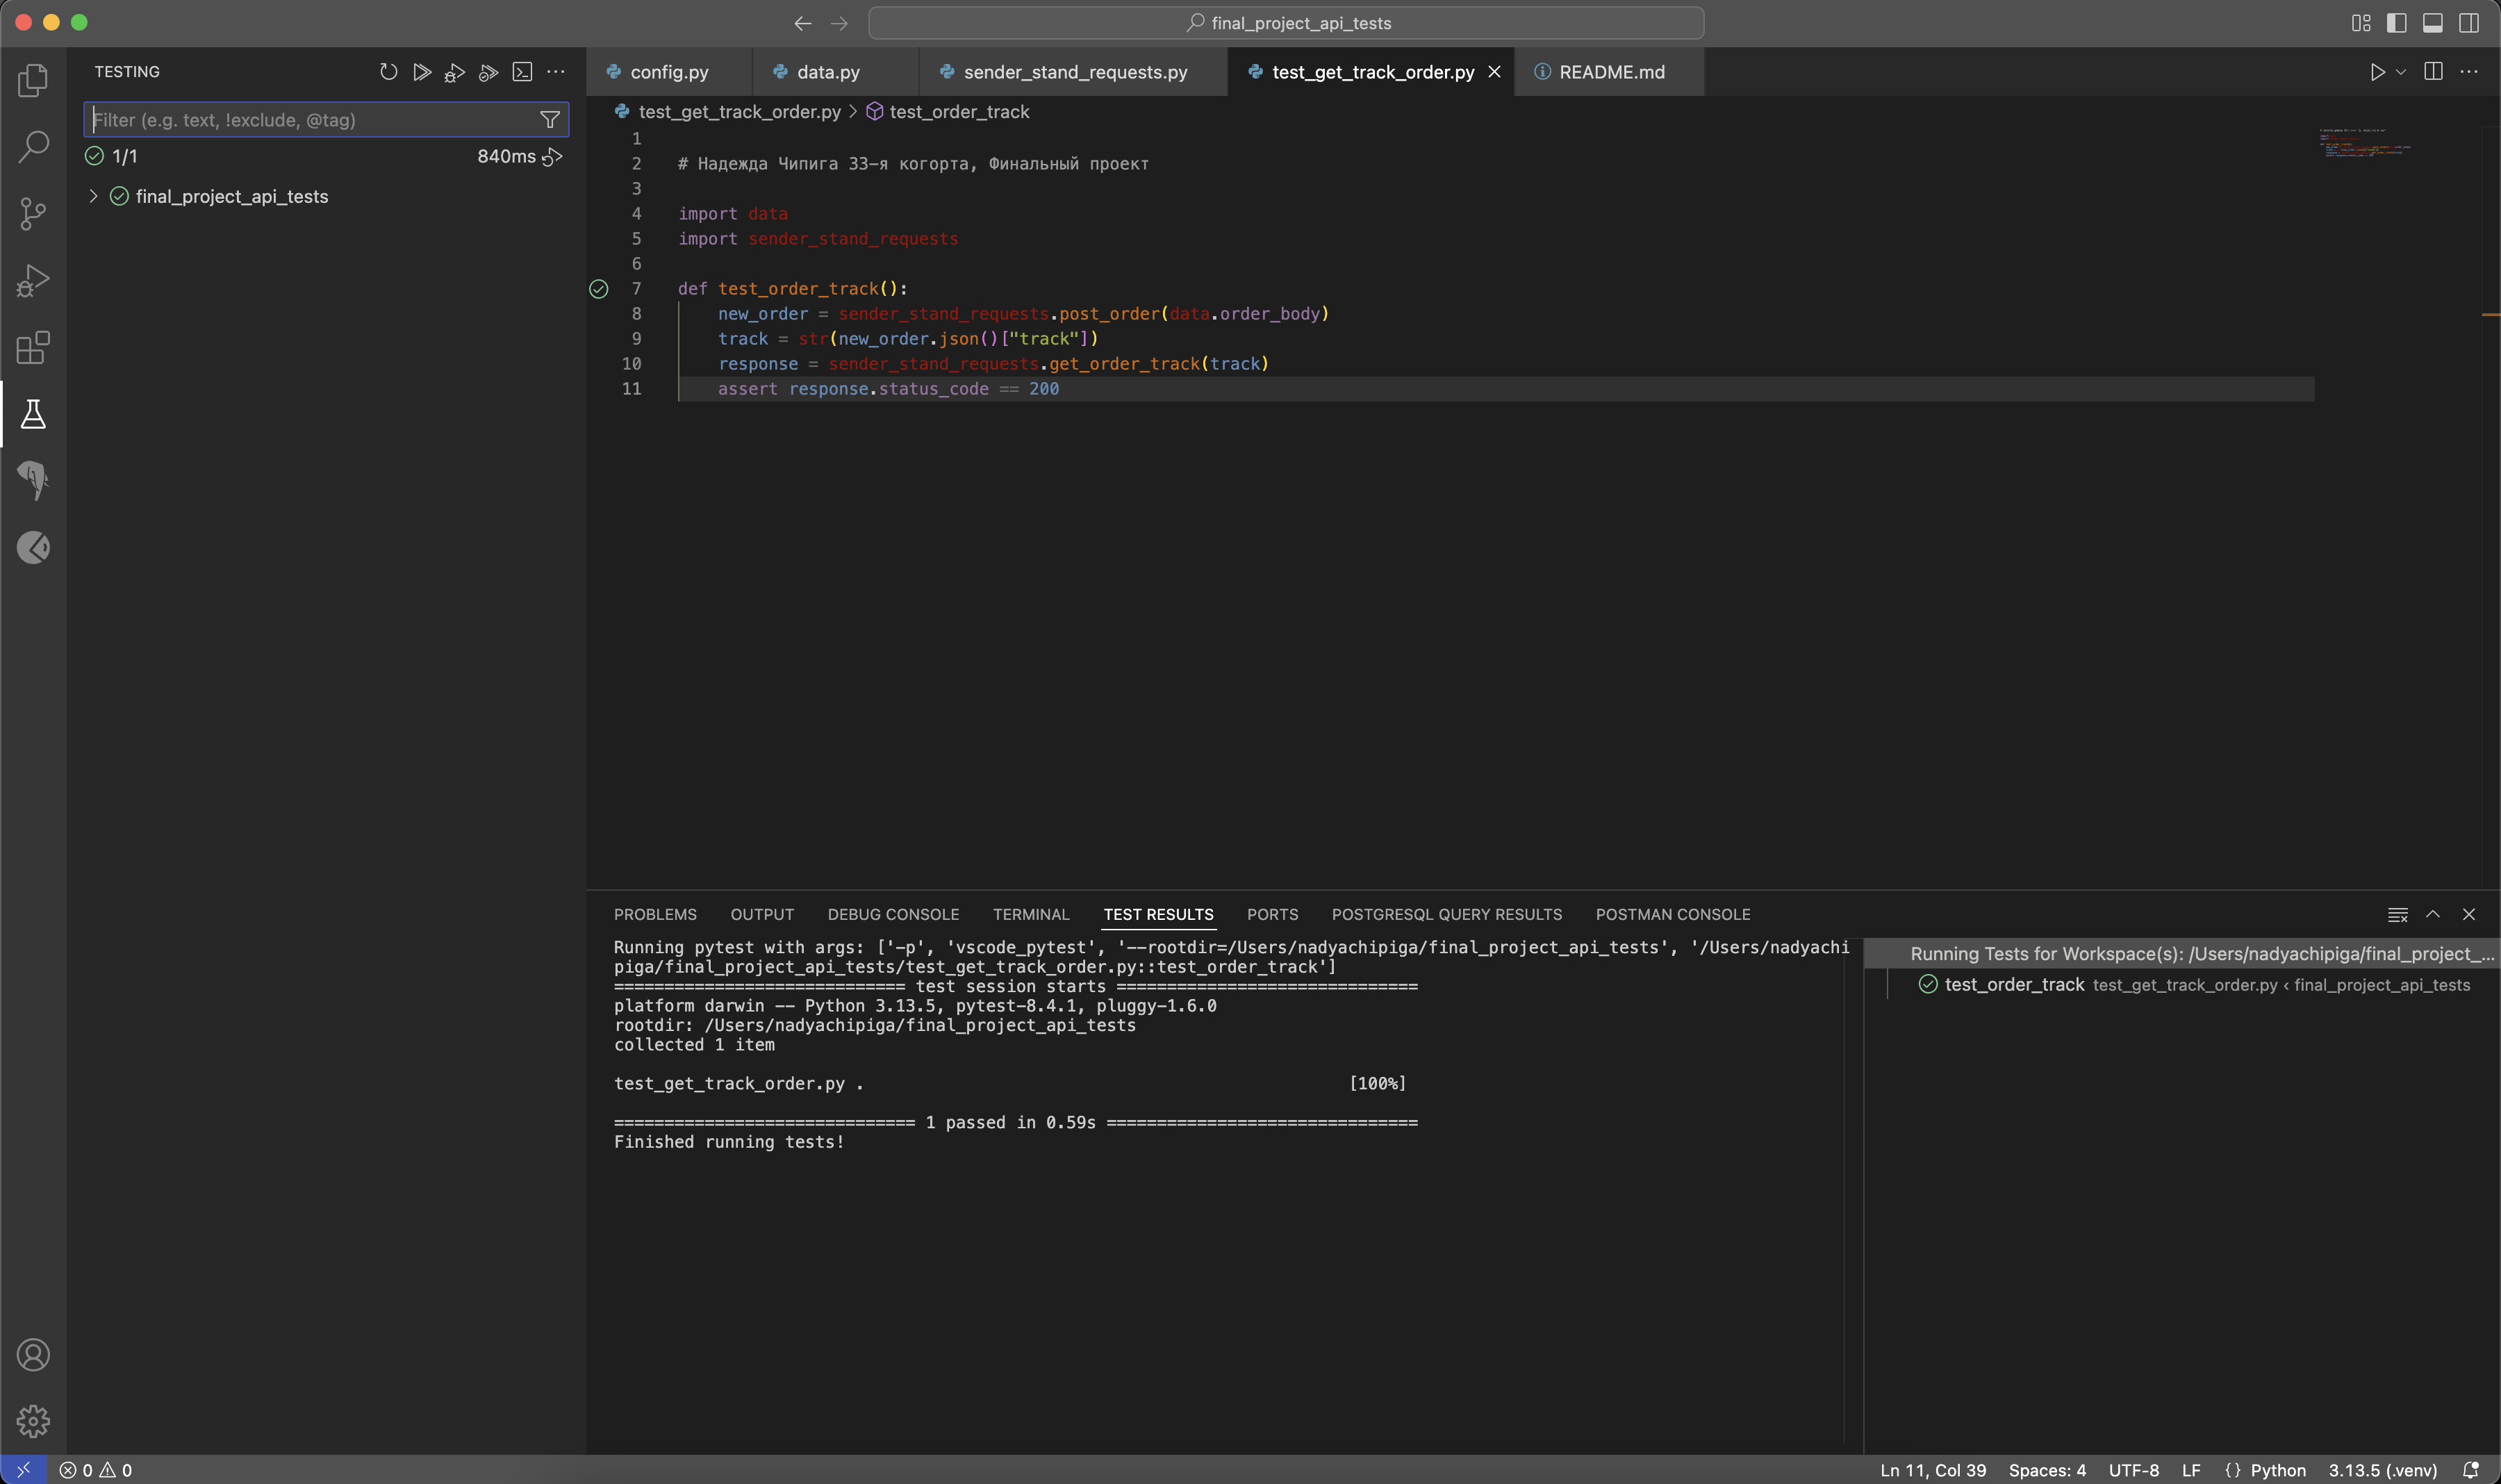 final_project_api_tests
TESTING
Filter (e.g. text, !exclude, @tag)
1/1 840ms
final_project_api_tests
config.py data.py sender_stand_requests.py test_get_track_order.py README.md
test_get_track_order.py > test_order_track
1
2 # Надежда Чипига 33-я когорта, Финальный проект
3
4 import data
5 import sender_stand_requests
6
7 def test_order_track():
8 new_order = sender_stand_requests.post_order(data.order_body)
9 track = str(new_order.json()["track"])
10 response = sender_stand_requests.get_order_track(track)
11 assert response.status_code == 200
PROBLEMS OUTPUT DEBUG CONSOLE TERMINAL TEST RESULTS PORTS POSTGRESQL QUERY RESULTS POSTMAN CONSOLE
Running pytest with args: ['-p', 'vscode_pytest', '--rootdir=/Users/nadyachipiga/final_project_api_tests', '/Users/nadyachi
piga/final_project_api_tests/test_get_track_order.py::test_order_track']
============================= test session starts ==============================
platform darwin -- Python 3.13.5, pytest-8.4.1, pluggy-1.6.0
rootdir: /Users/nadyachipiga/final_project_api_tests
collected 1 item
test_get_track_order.py . [100%]
============================== 1 passed in 0.59s ===============================
Finished running tests!
Running Tests for Workspace(s): /Users/nadyachipiga/final_project_...
test_order_track test_get_track_order.py ‹ final_project_api_tests
0 0 Ln 11, Col 39 Spaces: 4 UTF-8 LF {} Python 3.13.5 (.venv)